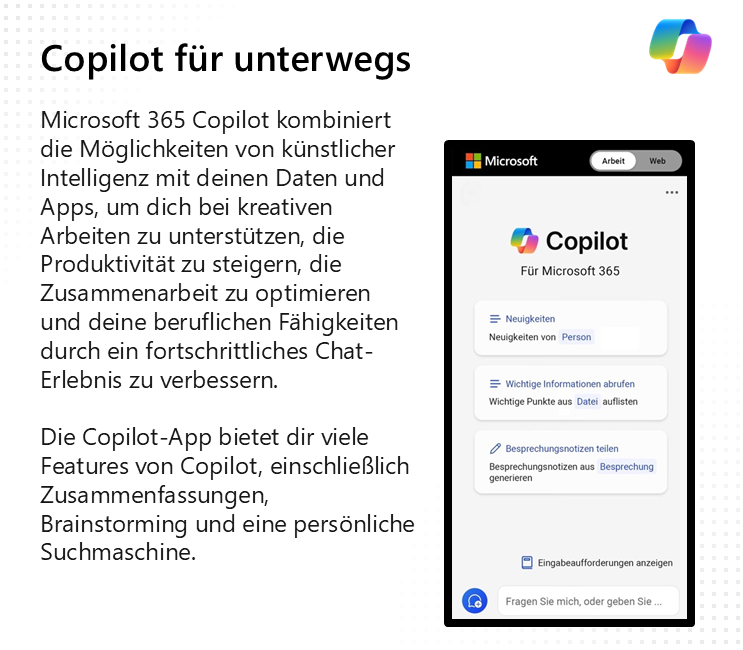 Copilot für unterwegs
Microsoft 365 Copilot kombiniert
die Möglichkeiten von künstlicher
Intelligenz mit deinen Daten und
Apps, um dich bei kreativen
Arbeiten zu unterstützen, die
Produktivität zu steigern, die
Zusammenarbeit zu optimieren
und deine beruflichen Fähigkeiten
durch ein fortschrittliches Chat-
Erlebnis zu verbessern.
Die Copilot-App bietet dir viele
Features von Copilot, einschließlich
Zusammenfassungen,
Brainstorming und eine persönliche
Suchmaschine.
Microsoft
Arbeit Web
Copilot
Für Microsoft 365
Neuigkeiten
Neuigkeiten von Person
Wichtige Informationen abrufen
Wichtige Punkte aus Datei auflisten
Besprechungsnotizen teilen
Besprechungsnotizen aus Besprechung
generieren
Eingabeaufforderungen anzeigen
Fragen Sie mich, oder geben Sie ...